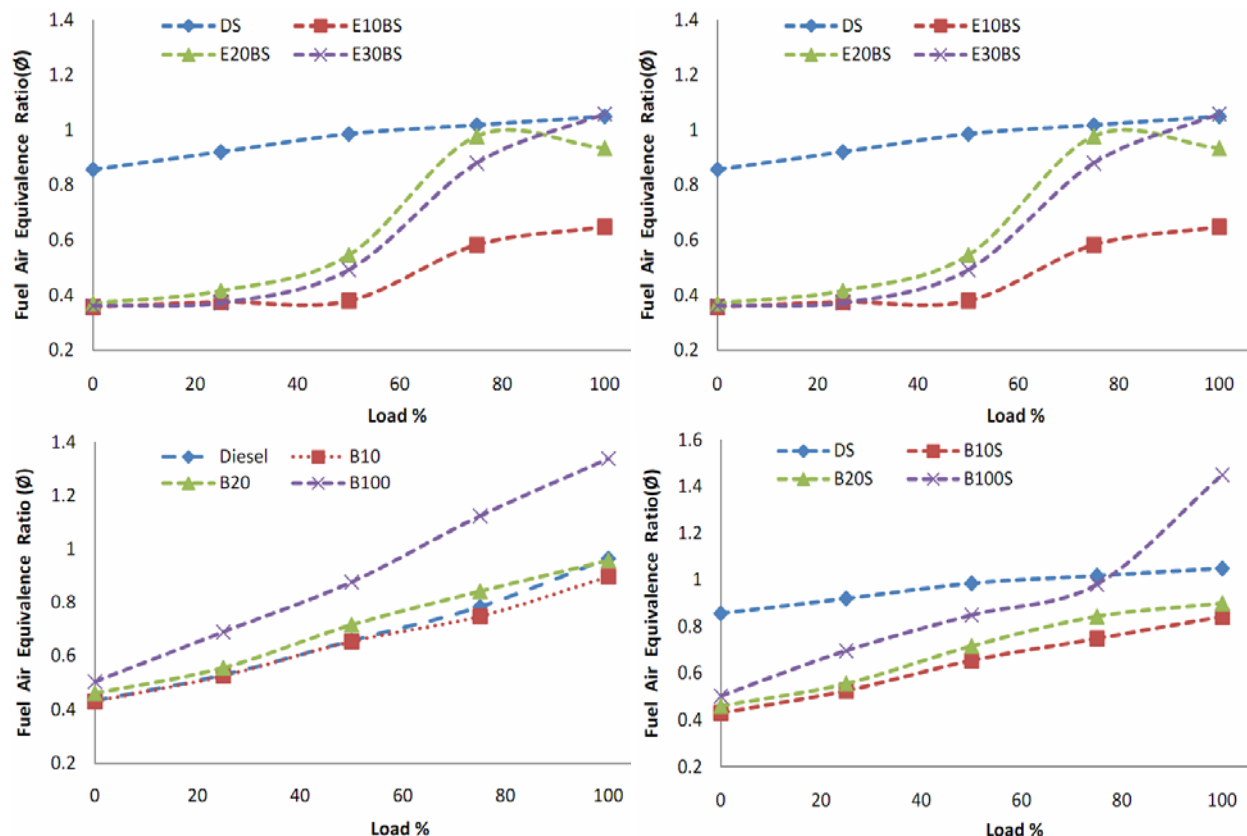 Fuel Air Equivalence Ratio(Ø)
DS E10BS
E20BS E30BS
1.4
1.2
1
0.8
0.6
0.4
0.2
0 20 40 60 80 100
Load %
Fuel Air Equivalence Ratio(Ø)
DS E10BS
E20BS E30BS
1.4
1.2
1
0.8
0.6
0.4
0.2
0 20 40 60 80 100
Load %
Fuel Air Equivalence Ratio (Ø)
Diesel B10
B20 B100
1.4
1.2
1
0.8
0.6
0.4
0.2
0 20 40 60 80 100
Load %
Fuel Air Equivalence Ratio(Ø)
DS B10S
B20S B100S
1.6
1.4
1.2
1
0.8
0.6
0.4
0.2
0 20 40 60 80 100
Load %